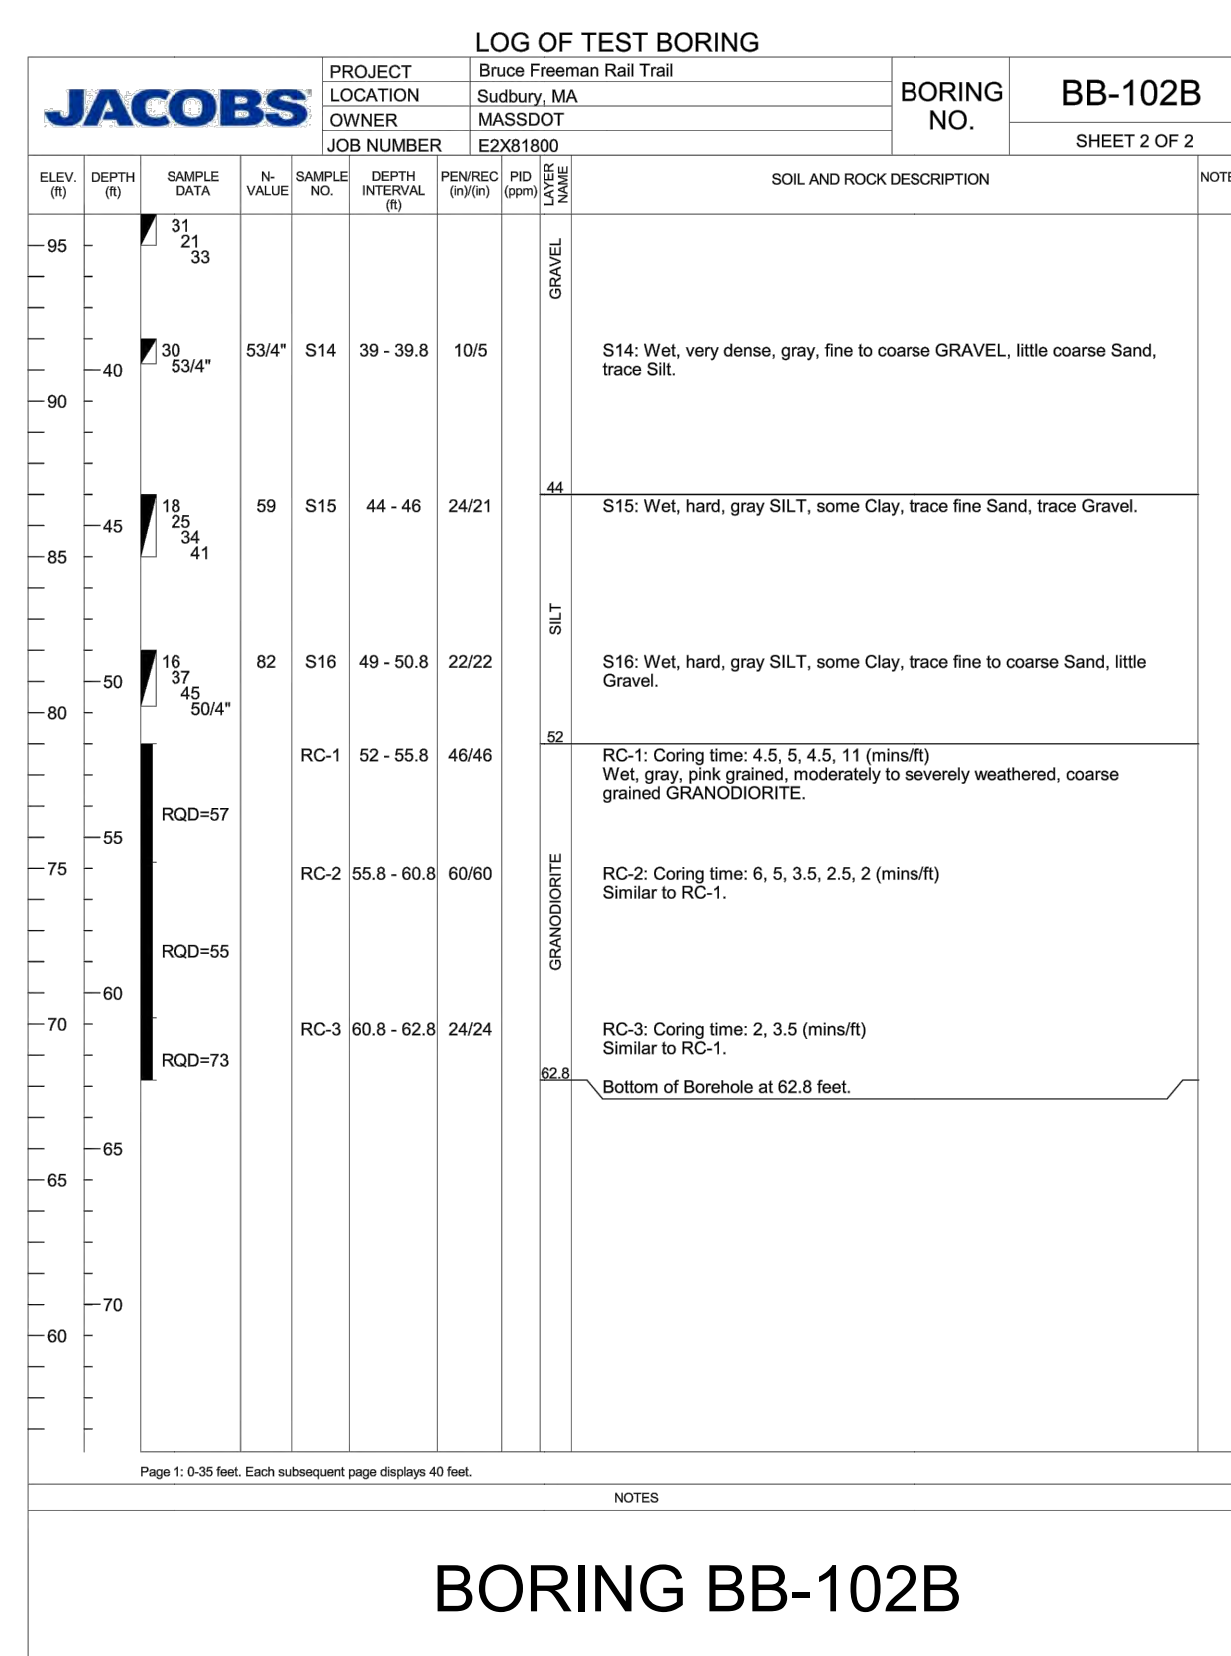 LOG OF TEST BORING
JACOBS
PROJECT Bruce Freeman Rail Trail
LOCATION Sudbury, MA
OWNER MASSDOT
JOB NUMBER E2X81800
BORING NO.
BB-102B
SHEET 2 OF 2
ELEV. (ft) DEPTH (ft) SAMPLE DATA N-VALUE SAMPLE NO. DEPTH INTERVAL (ft) PEN/REC (in)/(in) PID (ppm) LAYER NAME SOIL AND ROCK DESCRIPTION NOTE
31
21
95
33
GRAVEL
30 53/4" S14 39 - 39.8 10/5 S14: Wet, very dense, gray, fine to coarse GRAVEL, little coarse Sand,
40 53/4" trace Silt.
90
44
18 59 S15 44 - 46 24/21 S15: Wet, hard, gray SILT, some Clay, trace fine Sand, trace Gravel.
45 25
34
85 41
SILT
16 82 S16 49 - 50.8 22/22 S16: Wet, hard, gray SILT, some Clay, trace fine to coarse Sand, little
50 37 Gravel.
45
80 50/4"
52
RC-1 52 - 55.8 46/46 RC-1: Coring time: 4.5, 5, 4.5, 11 (mins/ft)
Wet, gray, pink grained, moderately to severely weathered, coarse
grained GRANODIORITE.
RQD=57
55
75 RC-2 55.8 - 60.8 60/60 RC-2: Coring time: 6, 5, 3.5, 2.5, 2 (mins/ft)
Similar to RC-1.
GRANODIORITE
RQD=55
60
70 RC-3 60.8 - 62.8 24/24 RC-3: Coring time: 2, 3.5 (mins/ft)
Similar to RC-1.
RQD=73
62.8
Bottom of Borehole at 62.8 feet.
65
65
70
60
Page 1: 0-35 feet. Each subsequent page displays 40 feet.
NOTES
BORING BB-102B